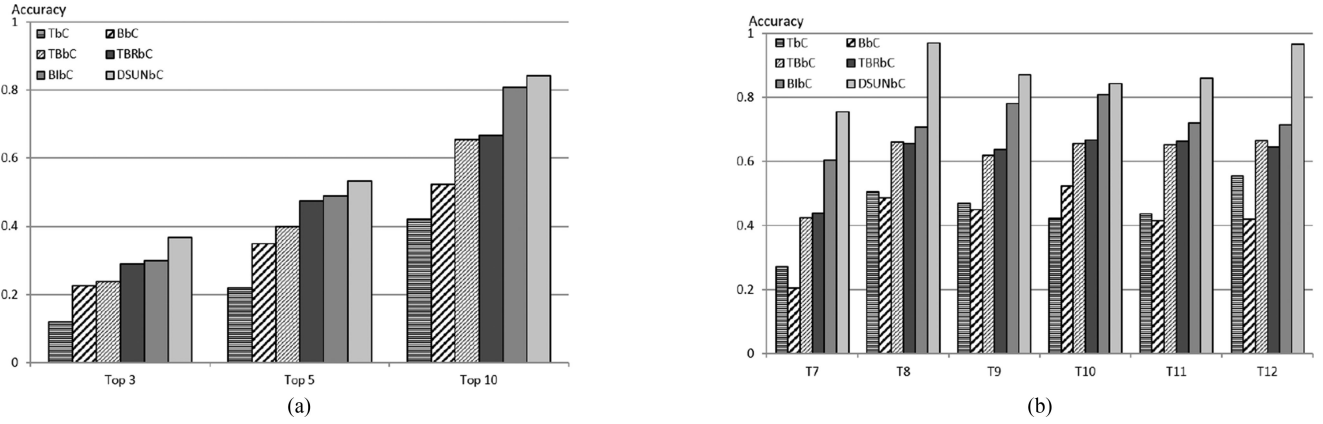 Accuracy
1
TbC BbC
TBbC TBRbC
BIbC DSUNbC
0.8
0.6
0.4
0.2
0
Top 3 Top 5 Top 10
(a)
Accuracy
1
TbC BbC
TBbC TBRbC
BIbC DSUNbC
0.8
0.6
0.4
0.2
0
T7 T8 T9 T10 T11 T12
(b)